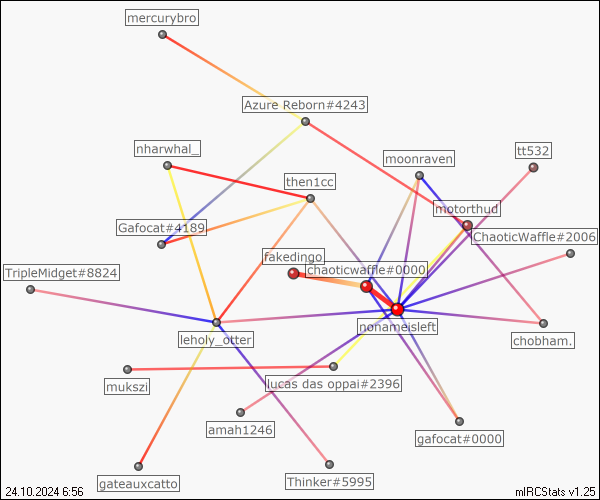 mercurybro
Azure Reborn#4243
nharwhal_
moonraven
tt532
then1cc
motorthud
Gafocat#4189
ChaoticWaffle#2006
fakedingo
TripleMidget#8824
chaoticwaffle#0000
nonameisleft
leholy_otter
chobham.
mukszi
lucas das oppai#2396
amah1246
gafocat#0000
gateauxcatto
Thinker#5995
24.10.2024 6:56
mIRCStats v1.25